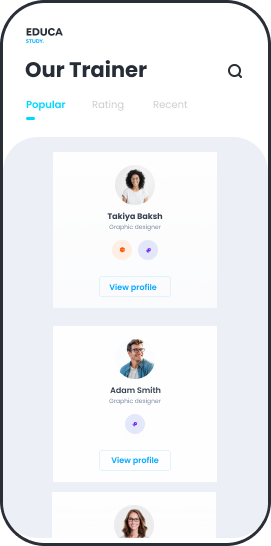 EDUCA
STUDY.
Our Trainer
Popular Rating Recent
Takiya Baksh
Graphic designer
View profile
Adam Smith
Graphic designer
View profile